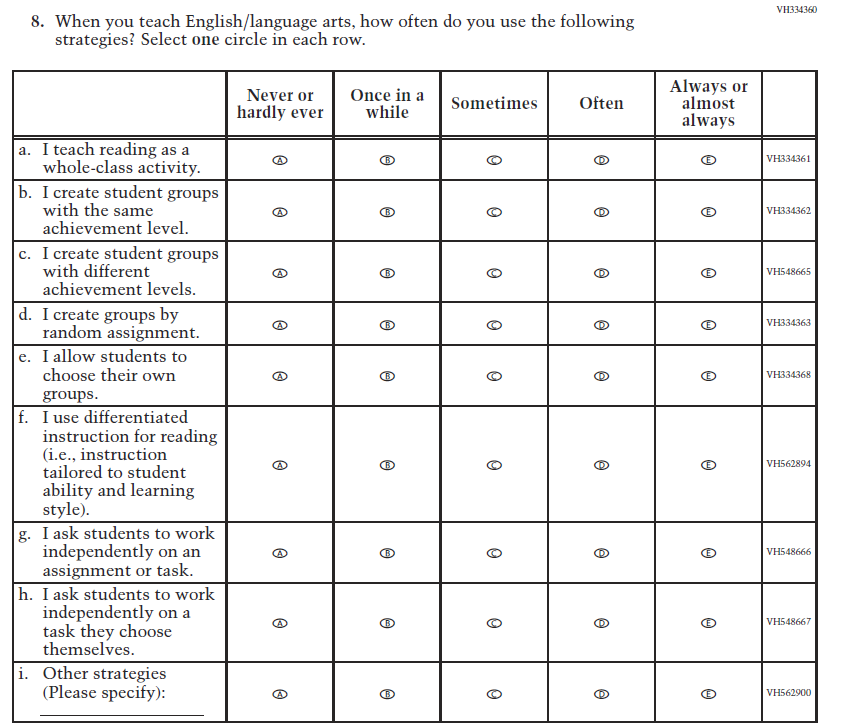 VH334360
8. When you teach English/language arts, how often do you use the following
strategies? Select one circle in each row.
Never or
hardly ever
Once in a
while
Sometimes
Often
Always or
almost
always
a. I teach reading as a
whole-class activity.
A B C D E VH334361
b. I create student groups
with the same
achievement level.
A B C D E VH334362
c. I create student groups
with different
achievement levels.
A B C D E VH548665
d. I create groups by
random assignment.
A B C D E VH334363
e. I allow students to
choose their own
groups.
A B C D E VH334368
f. I use differentiated
instruction for reading
(i.e., instruction
tailored to student
ability and learning
style).
A B C D E VH562894
g. I ask students to work
independently on an
assignment or task.
A B C D E VH548666
h. I ask students to work
independently on a
task they choose
themselves.
A B C D E VH548667
i. Other strategies
(Please specify):
A B C D E VH562900